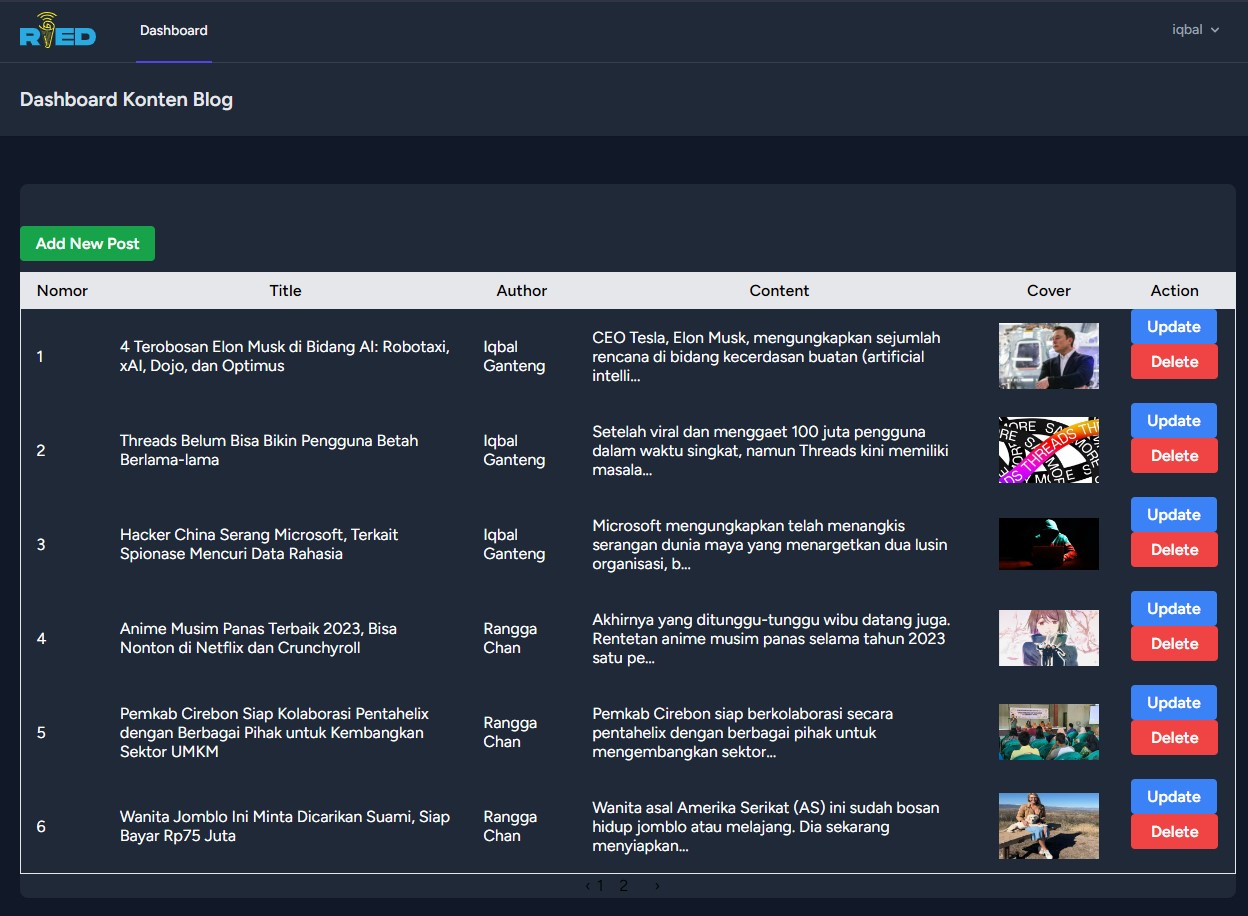 RIED
Dashboard
iqbal
Dashboard Konten Blog
Add New Post
Nomor Title Author Content Cover Action
1
4 Terobosan Elon Musk di Bidang AI: Robotaxi,
xAI, Dojo, dan Optimus
Iqbal
Ganteng
CEO Tesla, Elon Musk, mengungkapkan sejumlah
rencana di bidang kecerdasan buatan (artificial
intelli...
Update
Delete
2
Threads Belum Bisa Bikin Pengguna Betah
Berlama-lama
Iqbal
Ganteng
Setelah viral dan menggaet 100 juta pengguna
dalam waktu singkat, namun Threads kini memiliki
masala...
THREADS
MORE
Update
Delete
3
Hacker China Serang Microsoft, Terkait
Spionase Mencuri Data Rahasia
Iqbal
Ganteng
Microsoft mengungkapkan telah menangkis
serangan dunia maya yang menargetkan dua lusin
organisasi, b...
Update
Delete
4
Anime Musim Panas Terbaik 2023, Bisa
Nonton di Netflix dan Crunchyroll
Rangga
Chan
Akhirnya yang ditunggu-tunggu wibu datang juga.
Rentetan anime musim panas selama tahun 2023
satu pe...
Update
Delete
5
Pemkab Cirebon Siap Kolaborasi Pentahelix
dengan Berbagai Pihak untuk Kembangkan
Sektor UMKM
Rangga
Chan
Pemkab Cirebon siap berkolaborasi secara
pentahelix dengan berbagai pihak untuk
mengembangkan sektor...
Update
Delete
6
Wanita Jomblo Ini Minta Dicarikan Suami, Siap
Bayar Rp75 Juta
Rangga
Chan
Wanita asal Amerika Serikat (AS) ini sudah bosan
hidup jomblo atau melajang. Dia sekarang
menyiapkan...
Update
Delete
‹ 1 2 ›